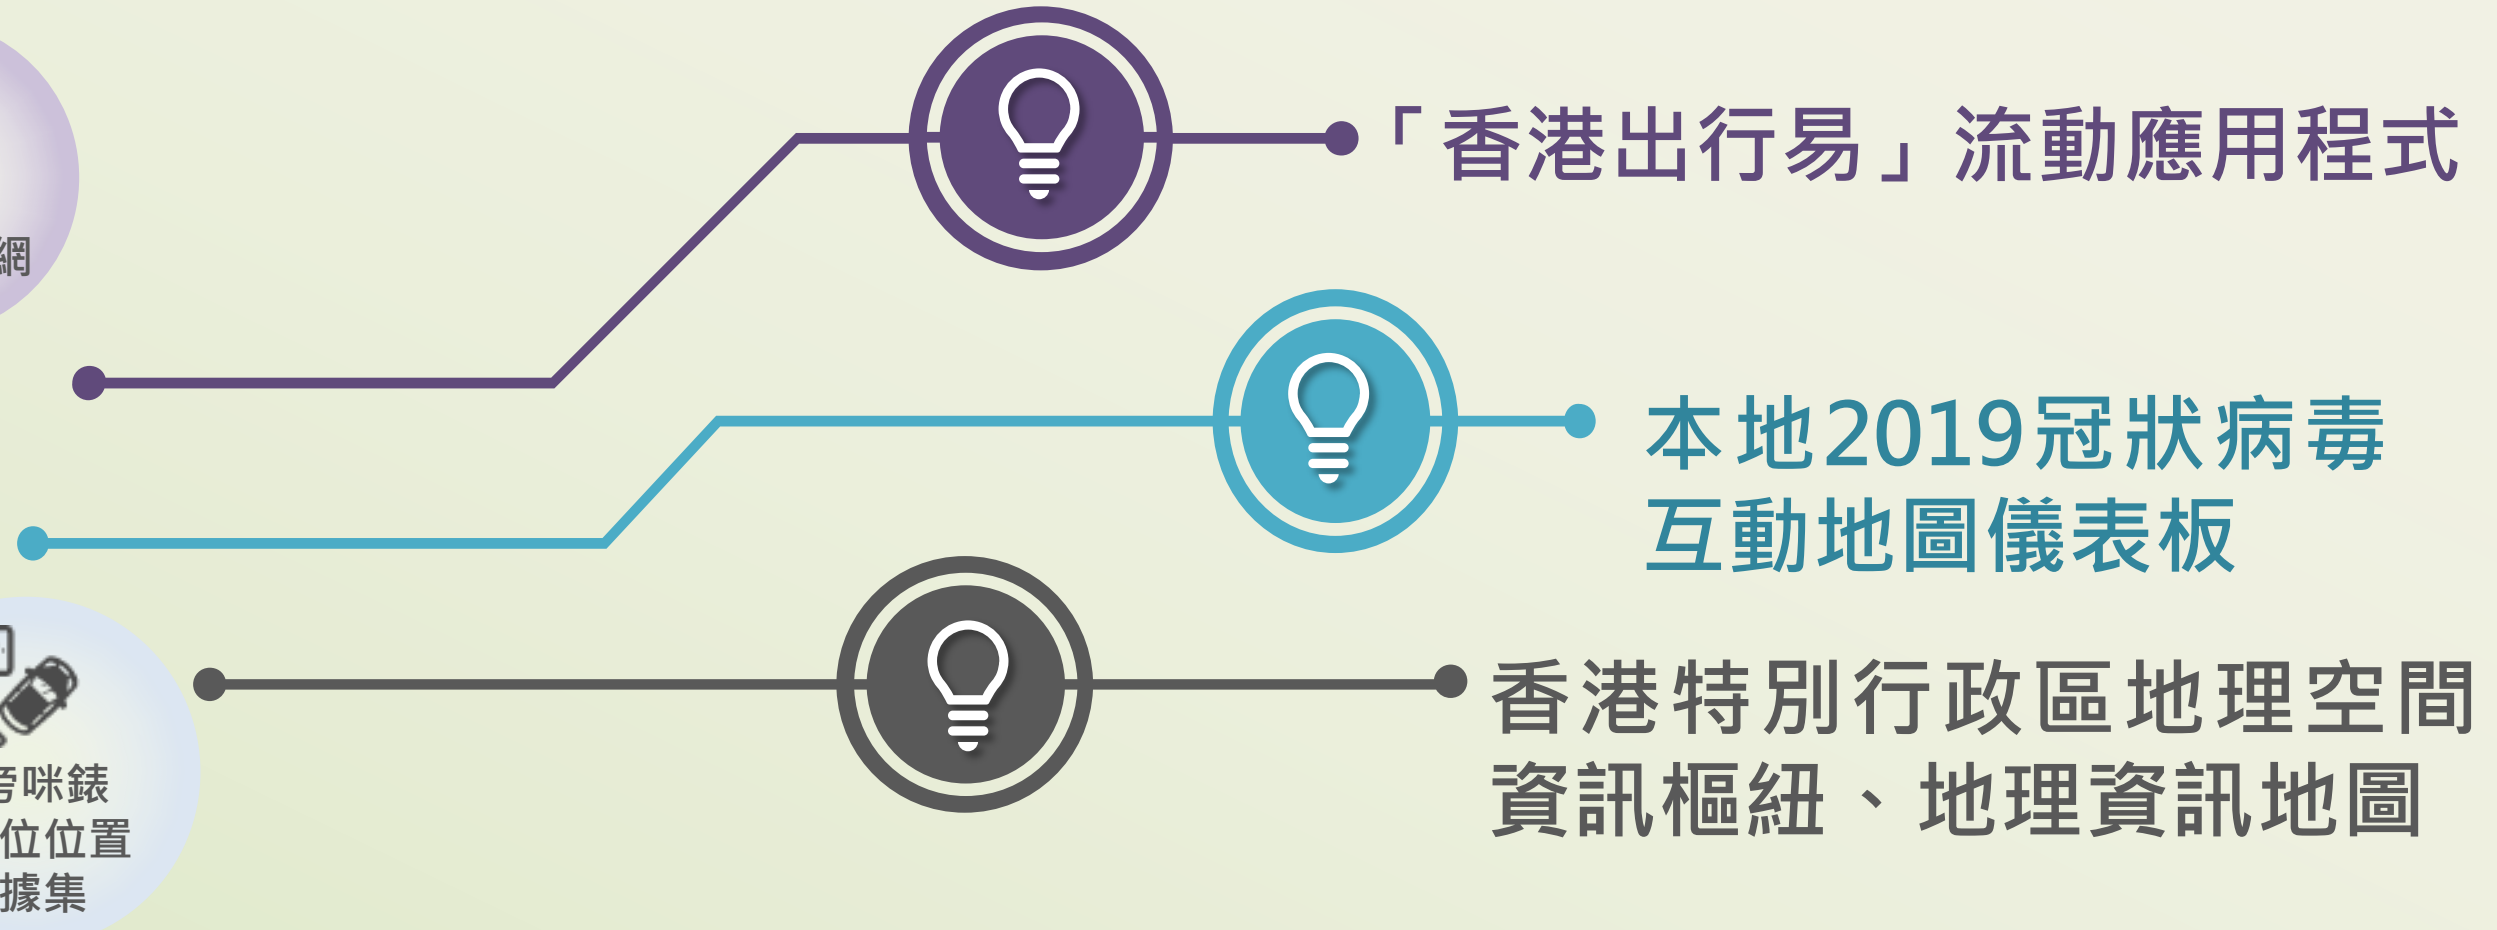 「香港出行易」流動應用程式
網
本地2019冠狀病毒
互動地圖儀表板
香港特別行政區地理空間
資訊樞紐、地理資訊地圖
咪錶
位位置
據集